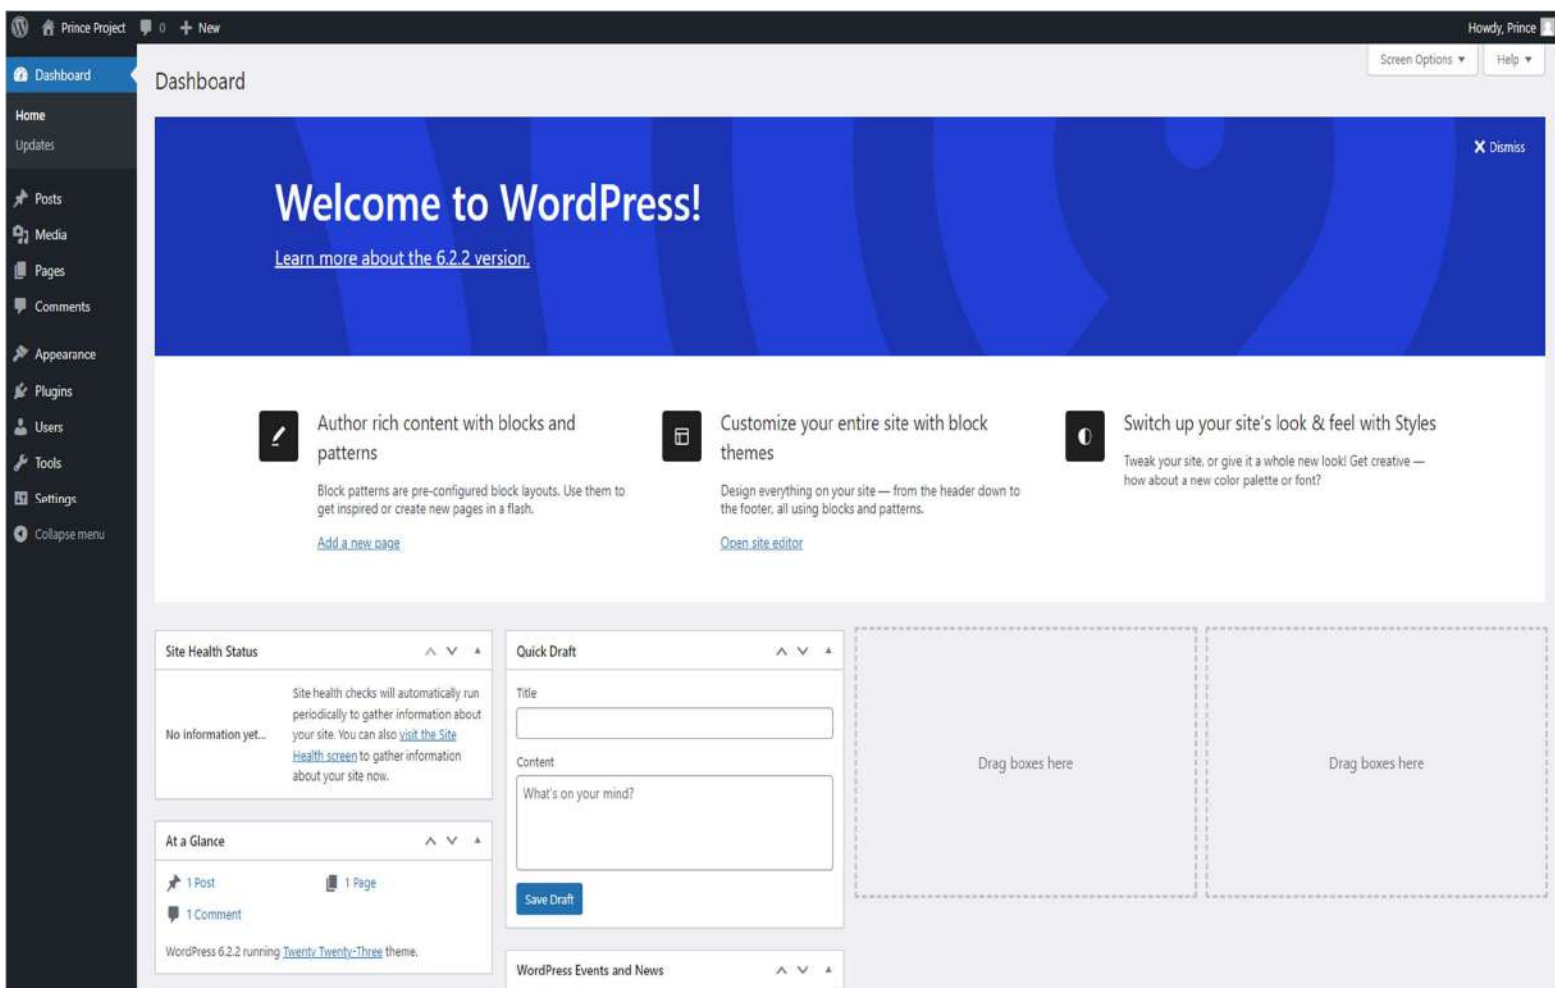 Prince Project 0 New
Howdy, Prince
Dashboard
Home
Updates
Posts
Media
Pages
Comments
Appearance
Plugins
Users
Tools
Settings
Collapse menu
Screen Options
Help
Dashboard
Dismiss
Welcome to WordPress!
Learn more about the 6.2.2 version.
Author rich content with blocks and
patterns
Block patterns are pre-configured block layouts. Use them to
get inspired or create new pages in a flash.
Add a new page
Customize your entire site with block
themes
Design everything on your site — from the header down to
the footer, all using blocks and patterns.
Open site editor
Switch up your site's look & feel with Styles
Tweak your site, or give it a whole new look! Get creative —
how about a new color palette or font?
Site Health Status
No information yet...
Site health checks will automatically run
periodically to gather information about
your site. You can also visit the Site
Health screen to gather information
about your site now.
At a Glance
1 Post
1 Page
1 Comment
WordPress 6.2.2 running Twenty Twenty-Three theme.
Quick Draft
Title
Content
What's on your mind?
Save Draft
WordPress Events and News
Drag boxes here
Drag boxes here